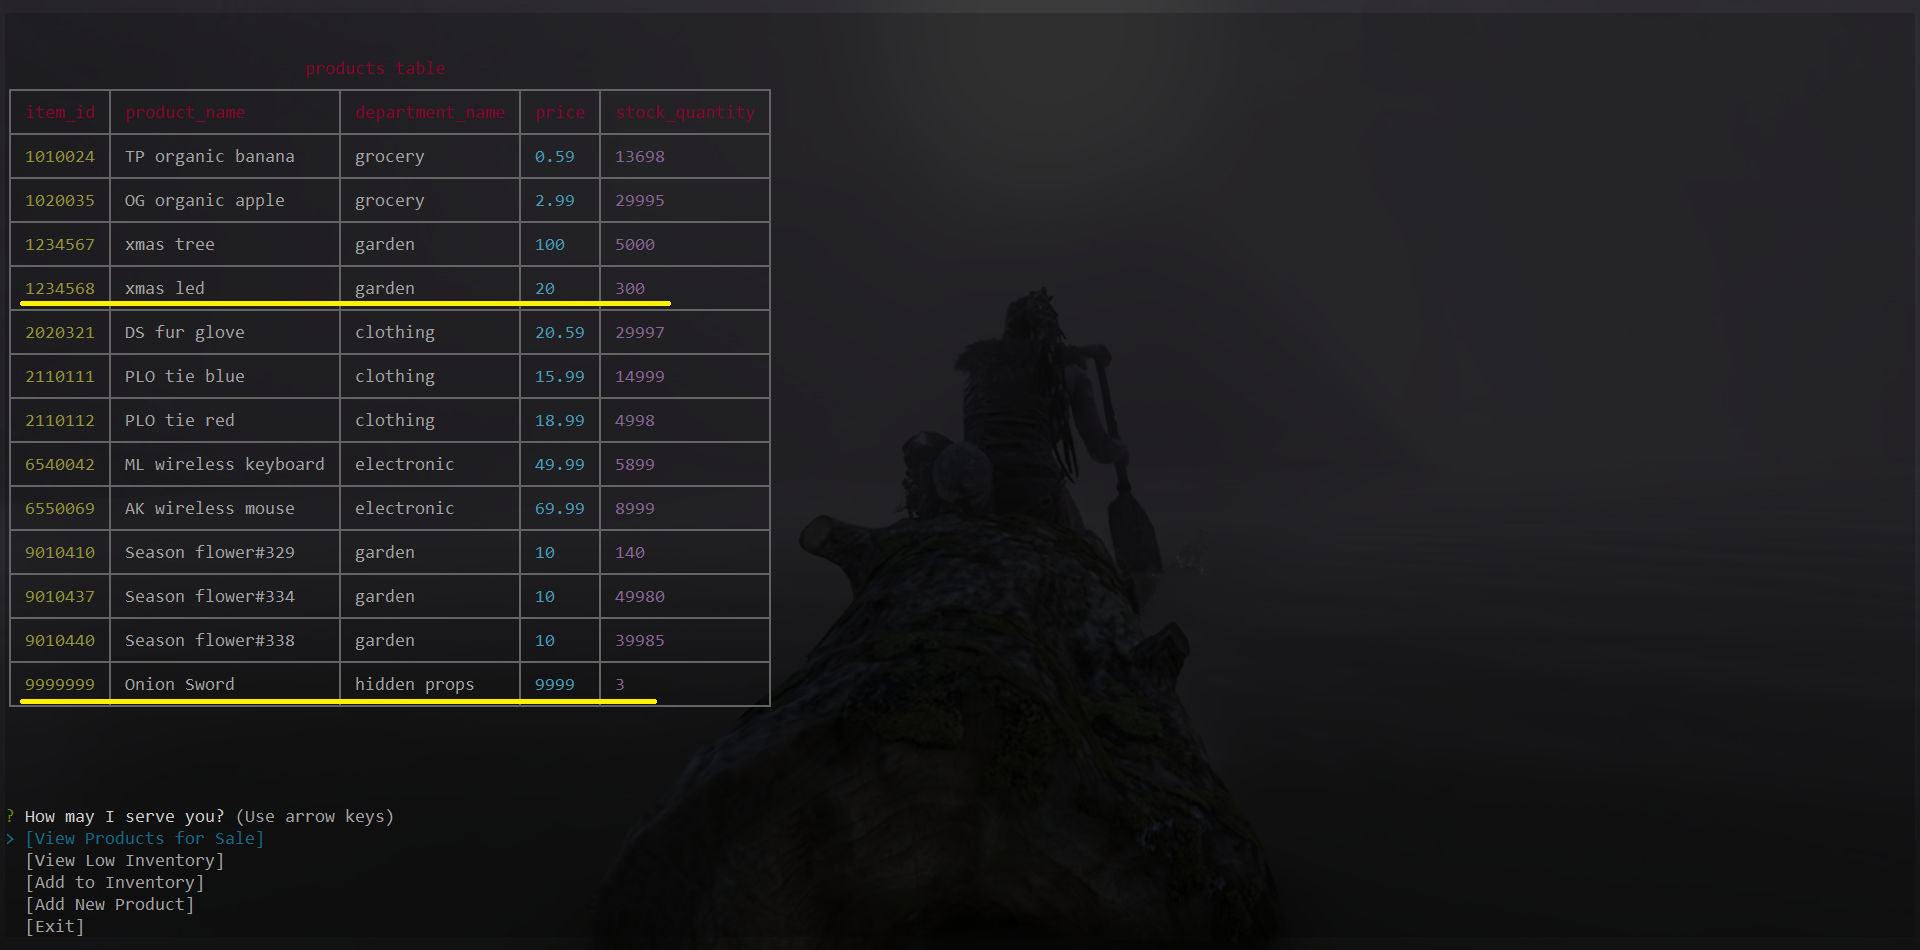 products table
item_id product_name department_name price stock_quantity
1010024 TP organic banana grocery 0.59 13698
1020035 OG organic apple grocery 2.99 29995
1234567 xmas tree garden 100 5000
1234568 xmas led garden 20 300
2020321 DS fur glove clothing 20.59 29997
2110111 PLO tie blue clothing 15.99 14999
2110112 PLO tie red clothing 18.99 4998
6540042 ML wireless keyboard electronic 49.99 5899
6550069 AK wireless mouse electronic 69.99 8999
9010410 Season flower#329 garden 10 140
9010437 Season flower#334 garden 10 49980
9010440 Season flower#338 garden 10 39985
9999999 Onion Sword hidden props 9999 3
? How may I serve you? (Use arrow keys)
> [View Products for Sale]
[View Low Inventory]
[Add to Inventory]
[Add New Product]
[Exit]